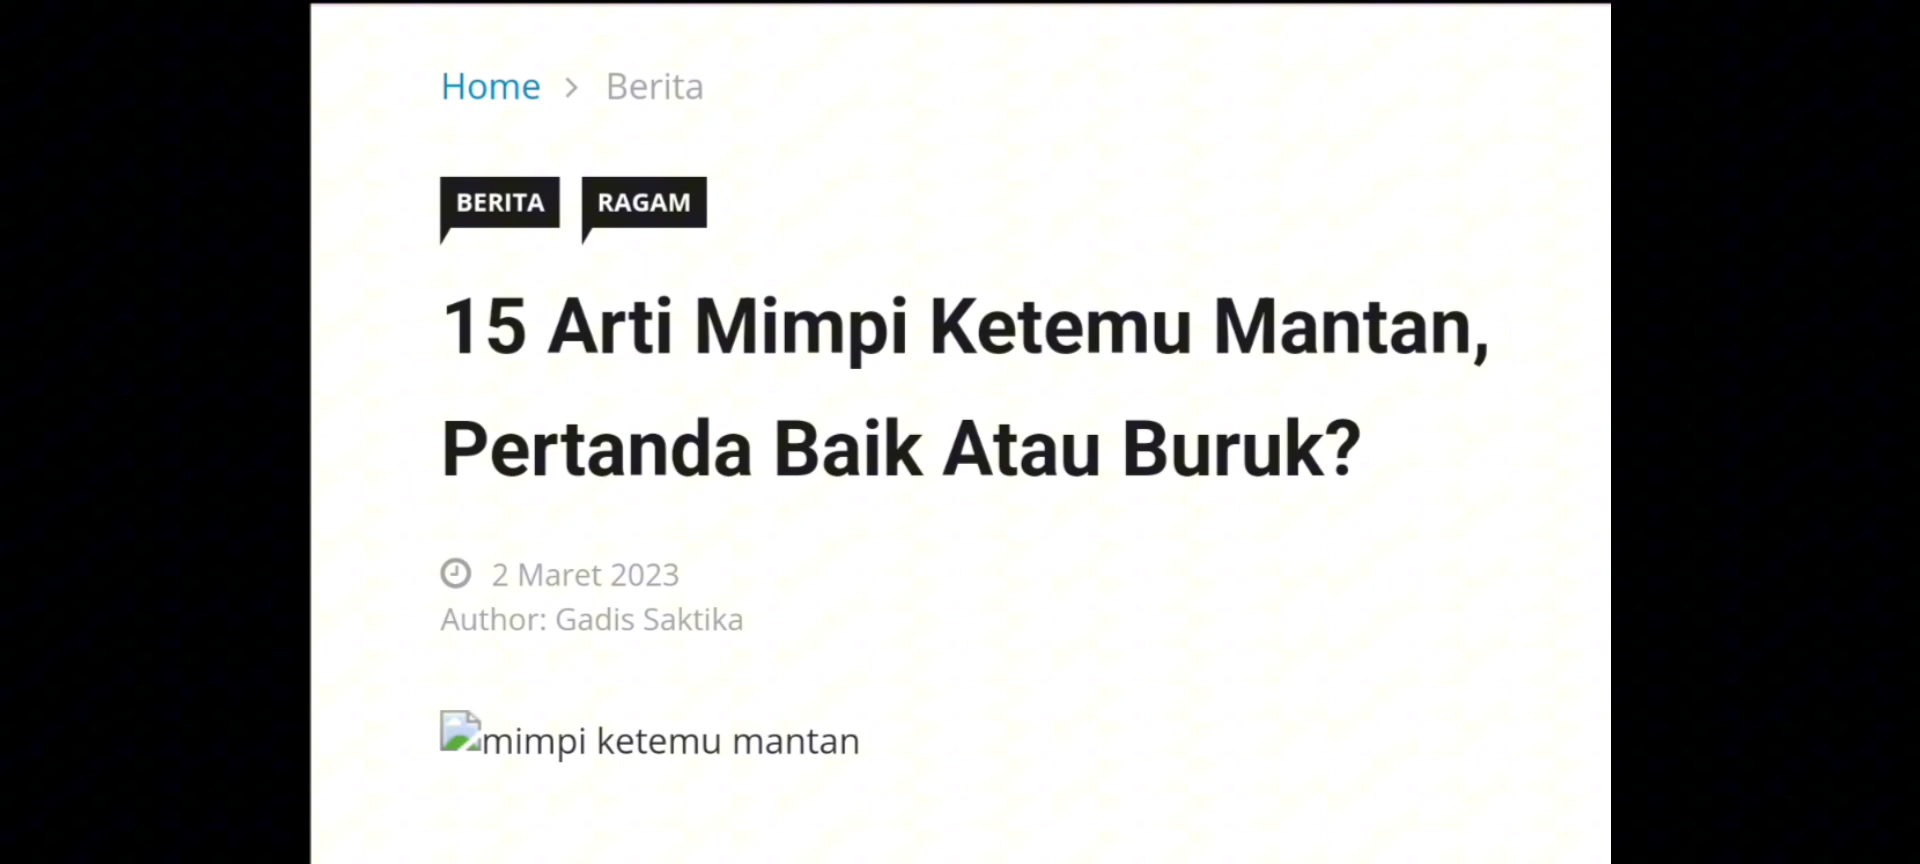 Home > Berita
BERITA RAGAM
15 Arti Mimpi Ketemu Mantan,
Pertanda Baik Atau Buruk?
2 Maret 2023
Author: Gadis Saktika
mimpi ketemu mantan